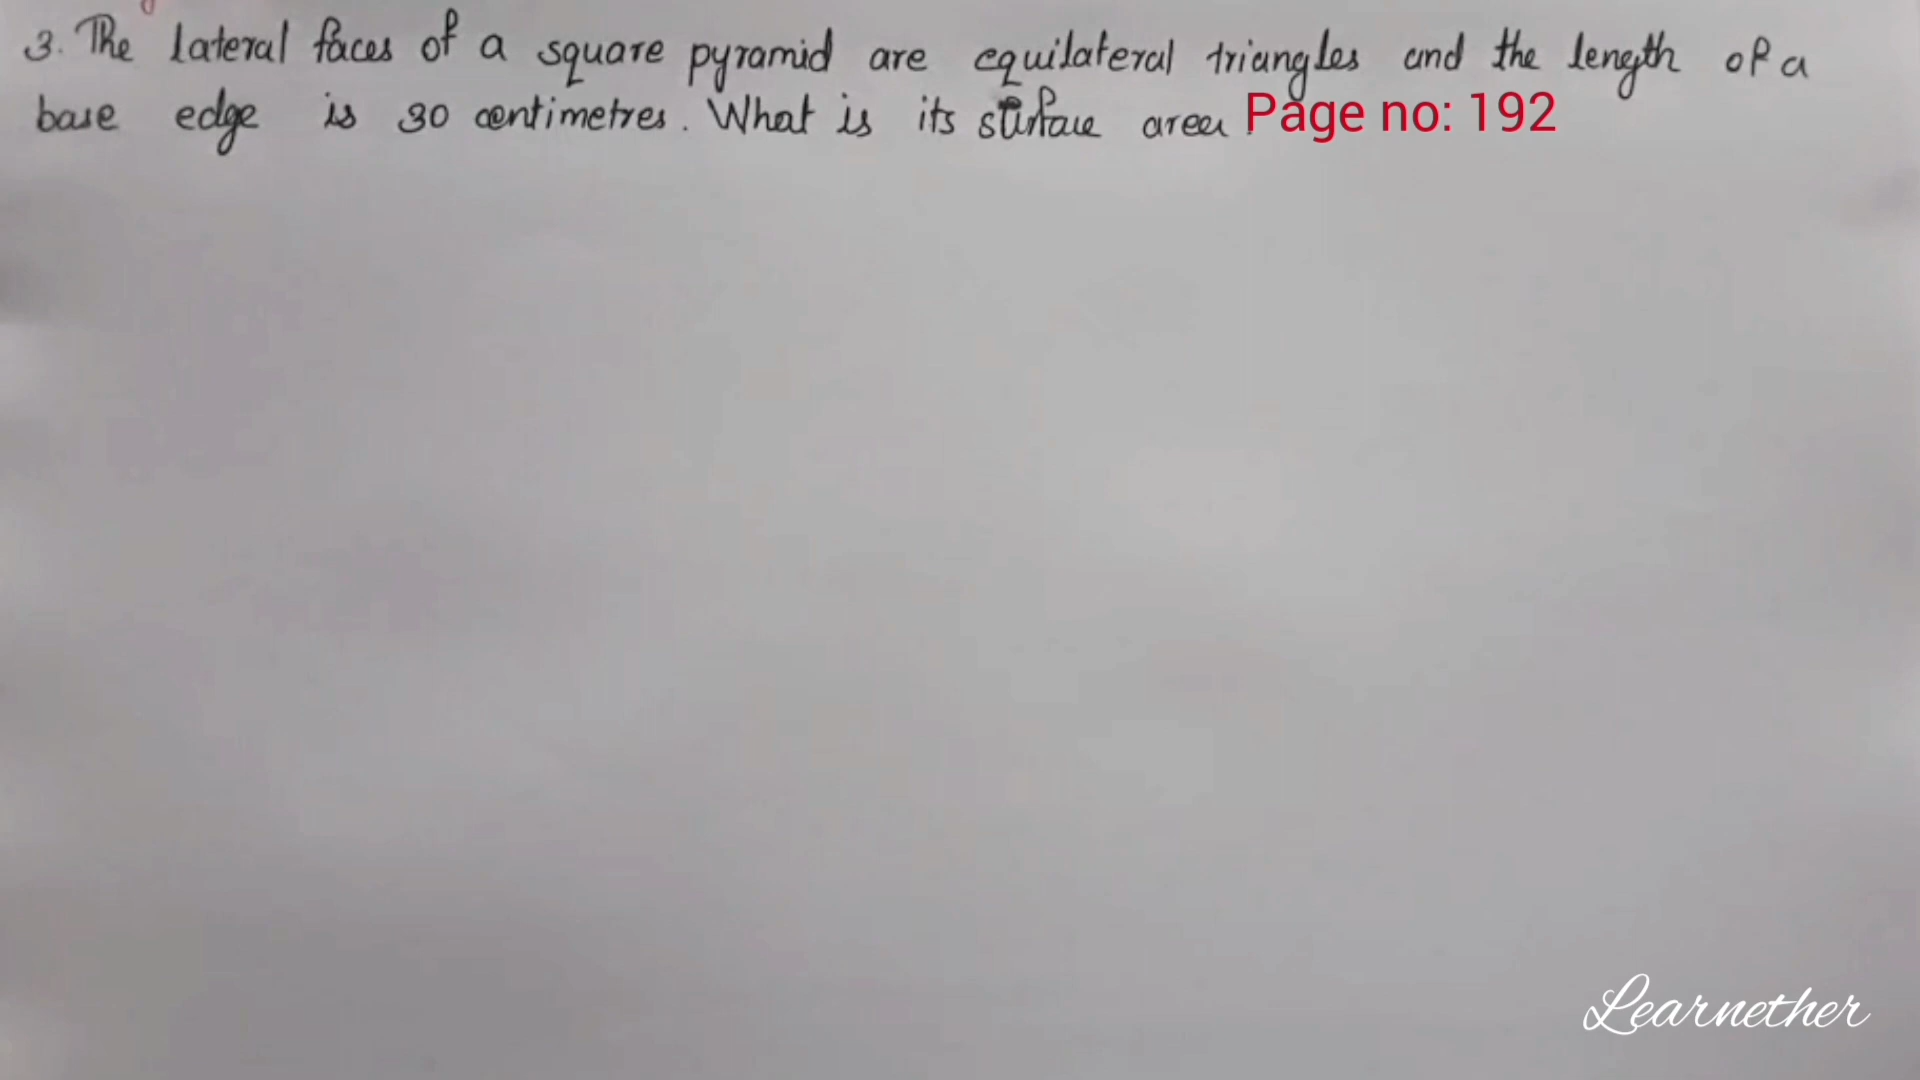 3. The lateral faces of a square pyramid are equilateral triangles and the length of a
base edge is 30 centimetres. What is its surface area Page no: 192
Learnether